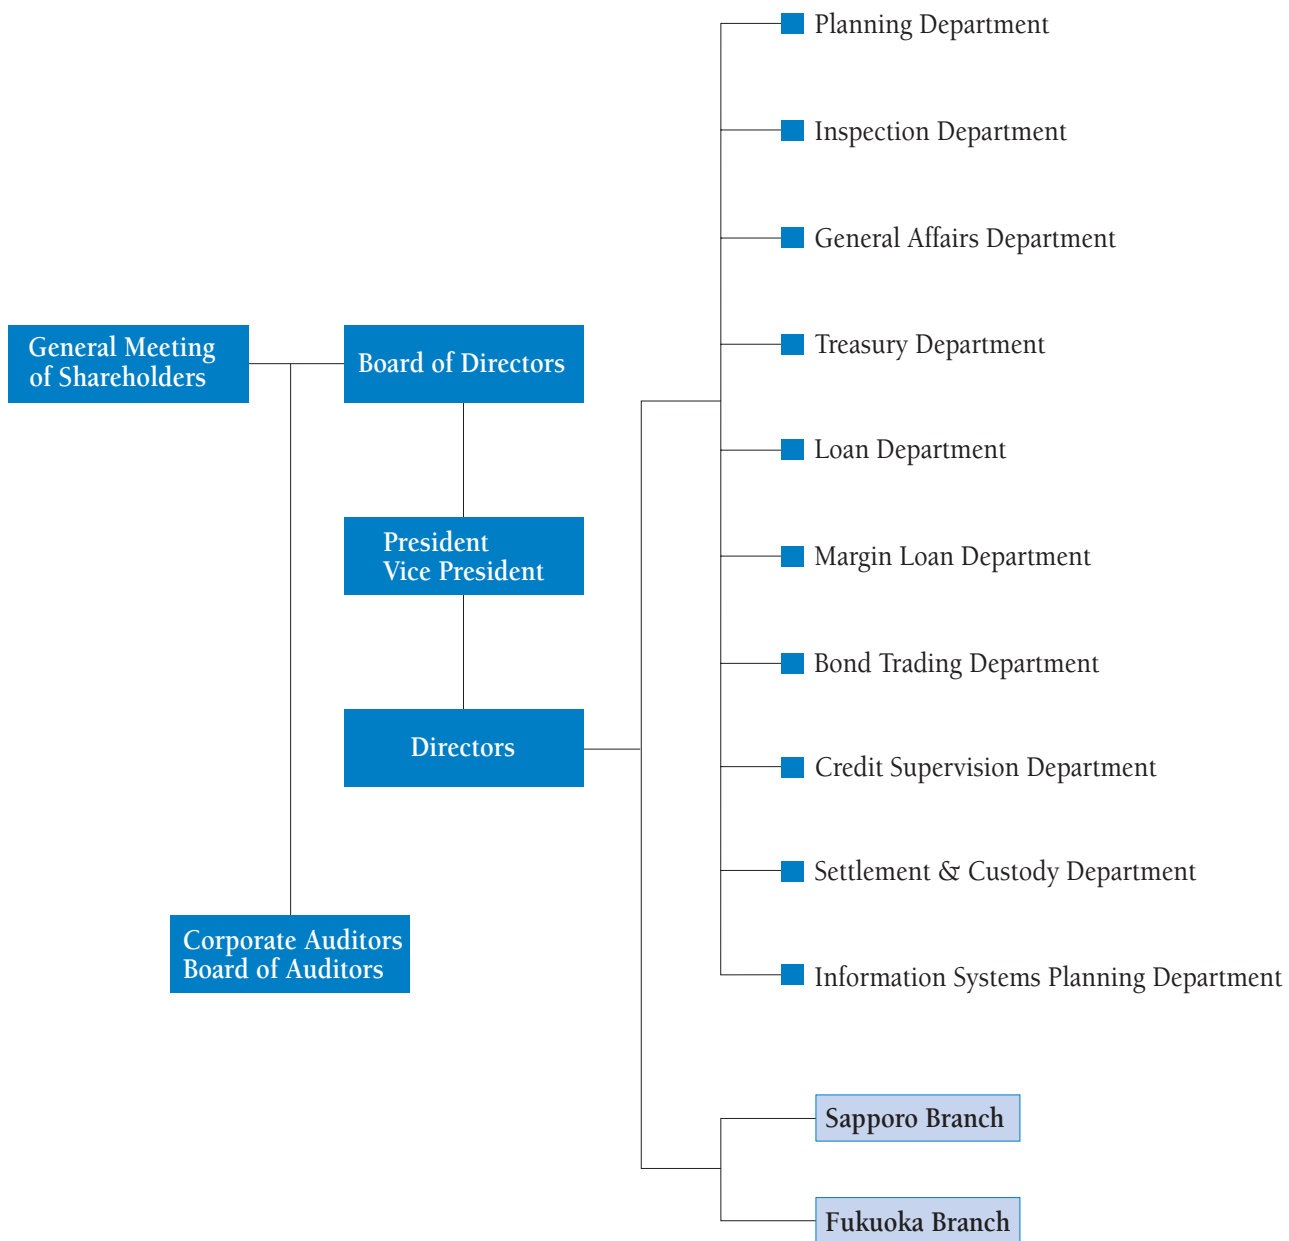 General Meeting
of Shareholders
Board of Directors
President
Vice President
Directors
Corporate Auditors
Board of Auditors
Planning Department
Inspection Department
General Affairs Department
Treasury Department
Loan Department
Margin Loan Department
Bond Trading Department
Credit Supervision Department
Settlement & Custody Department
Information Systems Planning Department
Sapporo Branch
Fukuoka Branch